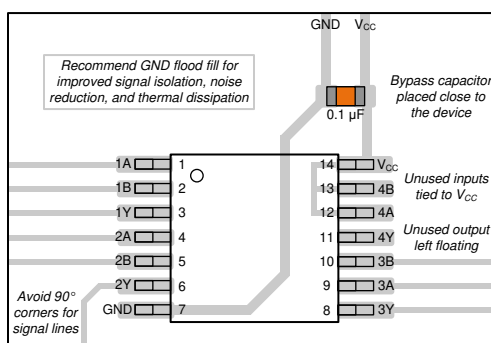 GND VCC
Recommend GND flood fill for
improved signal isolation, noise
reduction, and thermal dissipation
0.1 µF
Bypass capacitor
placed close to
the device
1A 1 14 VCC
1B 2 13 4B
1Y 3 12 4A
2A 4 11 4Y
2B 5 10 3B
2Y 6 9 3A
GND 7 8 3Y
Unused inputs
tied to VCC
Unused output
left floating
Avoid 90°
corners for
signal lines